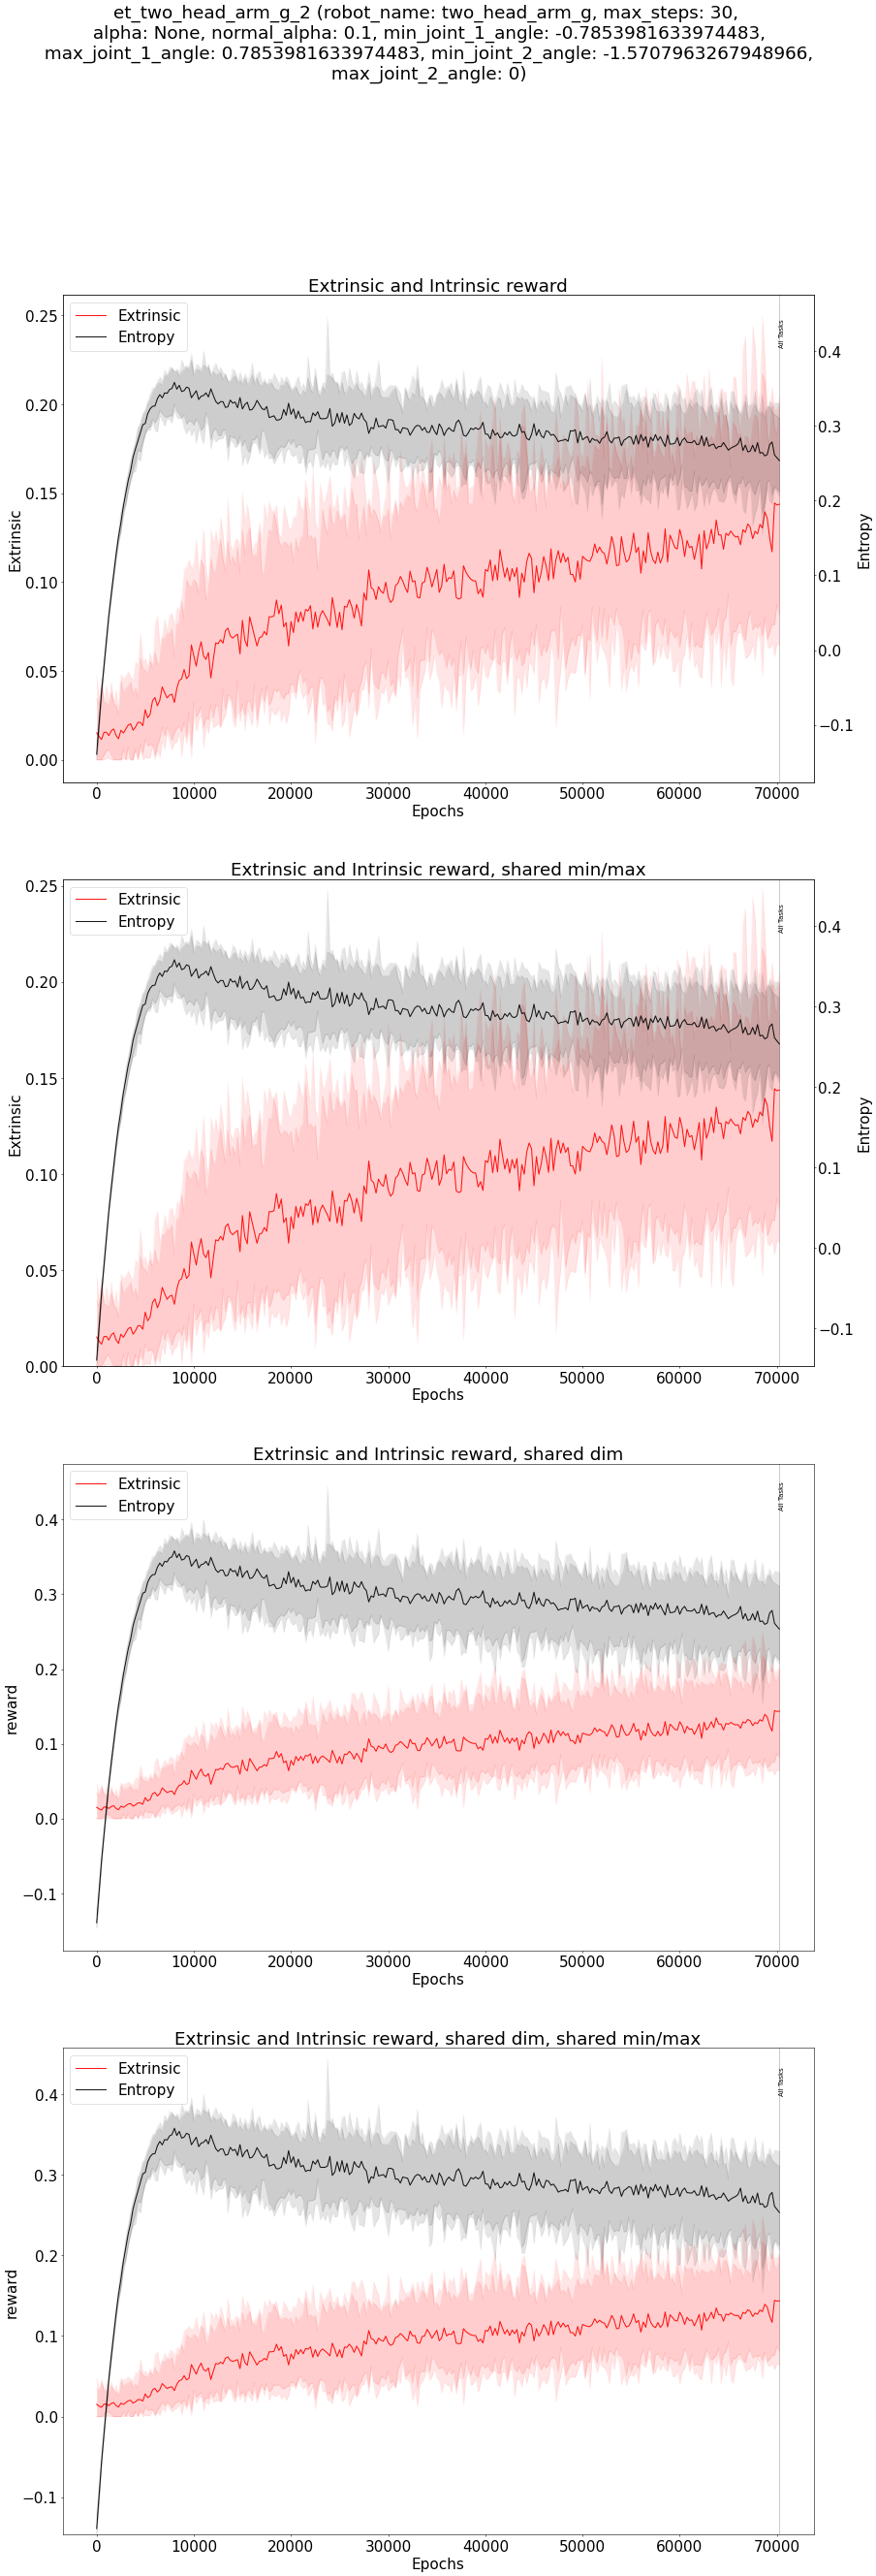 et_two_head_arm_g_2 (robot_name: two_head_arm_g, max_steps: 30,
alpha: None, normal_alpha: 0.1, min_joint_1_angle: -0.7853981633974483,
max_joint_1_angle: 0.7853981633974483, min_joint_2_angle: -1.5707963267948966,
max_joint_2_angle: 0)
Extrinsic and Intrinsic reward
Extrinsic
Entropy
All Tasks
0.25
0.20
0.15
0.10
0.05
0.00
Extrinsic
0.4
0.3
0.2
0.1
0.0
−0.1
Entropy
0 10000 20000 30000 40000 50000 60000 70000
Epochs
Extrinsic and Intrinsic reward, shared min/max
Extrinsic
Entropy
All Tasks
0.25
0.20
0.15
0.10
0.05
0.00
Extrinsic
0.4
0.3
0.2
0.1
0.0
−0.1
Entropy
0 10000 20000 30000 40000 50000 60000 70000
Epochs
Extrinsic and Intrinsic reward, shared dim
Extrinsic
Entropy
All Tasks
0.4
0.3
0.2
0.1
0.0
−0.1
reward
0 10000 20000 30000 40000 50000 60000 70000
Epochs
Extrinsic and Intrinsic reward, shared dim, shared min/max
Extrinsic
Entropy
All Tasks
0.4
0.3
0.2
0.1
0.0
−0.1
reward
0 10000 20000 30000 40000 50000 60000 70000
Epochs